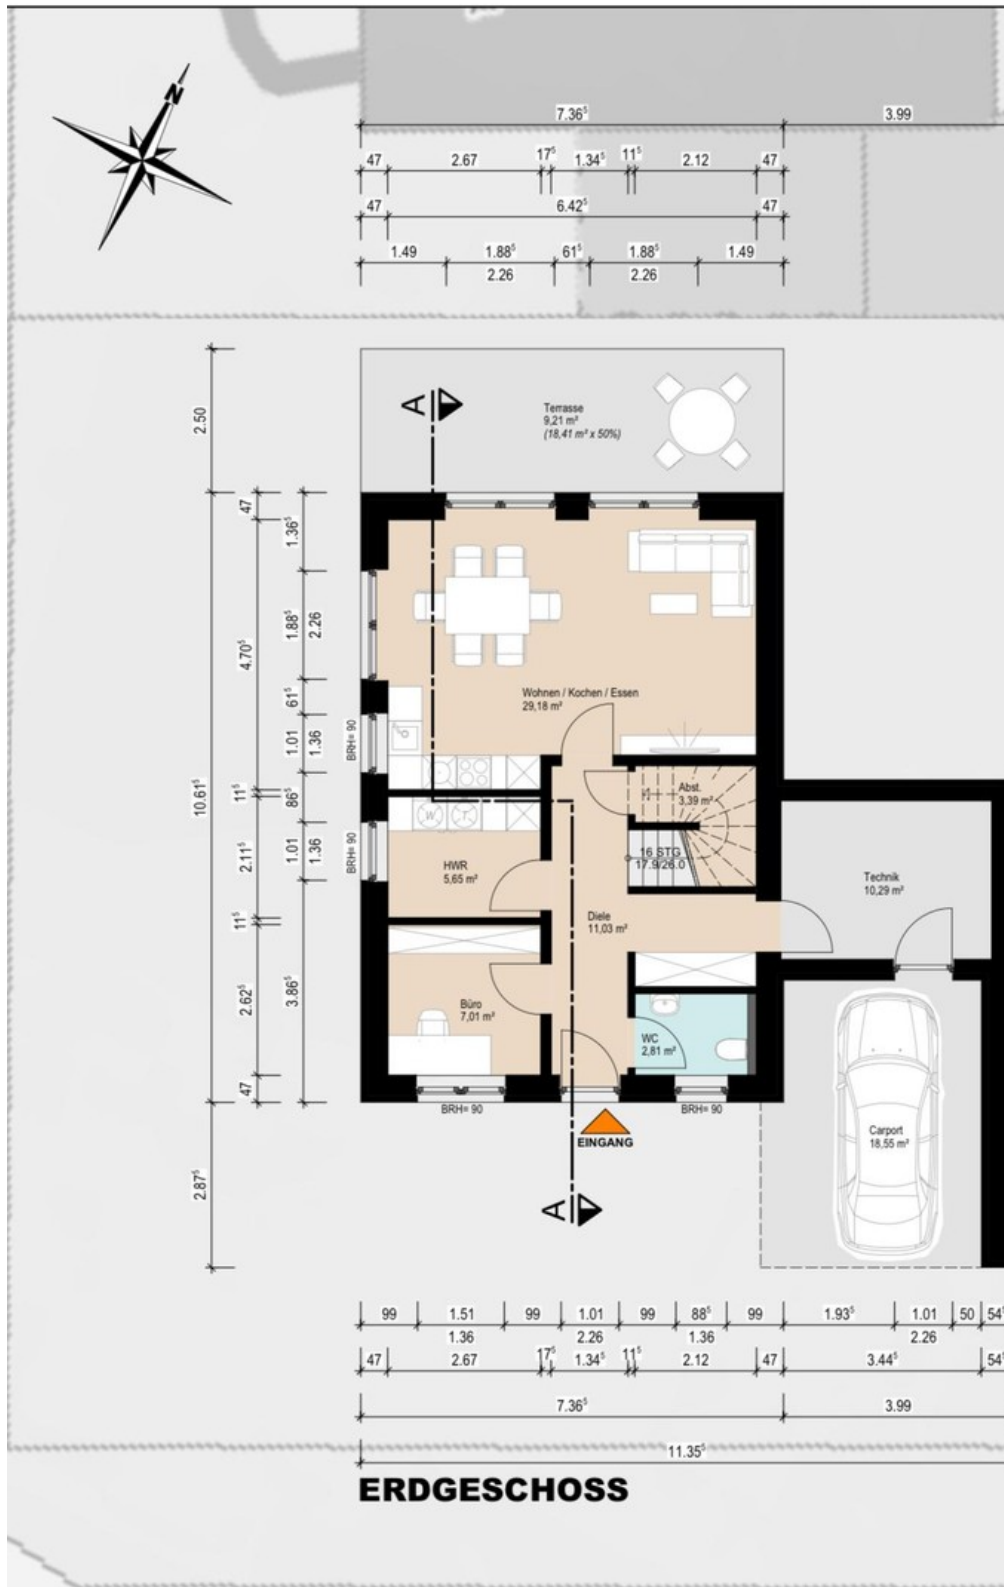 N
7.36⁵ 3.99
47 2.67 17⁵ 1.34⁵ 11⁵ 2.12 47
47 6.42⁵ 47
1.49 1.88⁵ 61⁵ 1.88⁵ 1.49
2.26 2.26
2.50
10.61⁵
2.87⁵
47
4.70⁵
11⁵
2.11⁵
11⁵
2.62⁵
47
1.36⁵
1.88⁵ 2.26
61⁵
1.01 1.36
86⁵
1.01 1.36
3.86⁵
BRH= 90
BRH= 90
A
Terrasse
9,21 m²
(18,41 m² x 50%)
Wohnen / Kochen / Essen
29,18 m²
W T
HWR
5,65 m²
Abst.
3,39 m²
16 STG
17.9/26.0
Diele
11,03 m²
Technik
10,29 m²
Büro
7,01 m²
WC
2,81 m²
Carport
18,55 m²
BRH= 90
BRH= 90
EINGANG
A
99 1.51 99 1.01 99 88⁵ 99 1.93⁵ 1.01 50 54⁵
1.36 2.26 1.36 2.26
47 2.67 17⁵ 1.34⁵ 11⁵ 2.12 47 3.44⁵ 54⁵
7.36⁵ 3.99
11.35⁵
ERDGESCHOSS